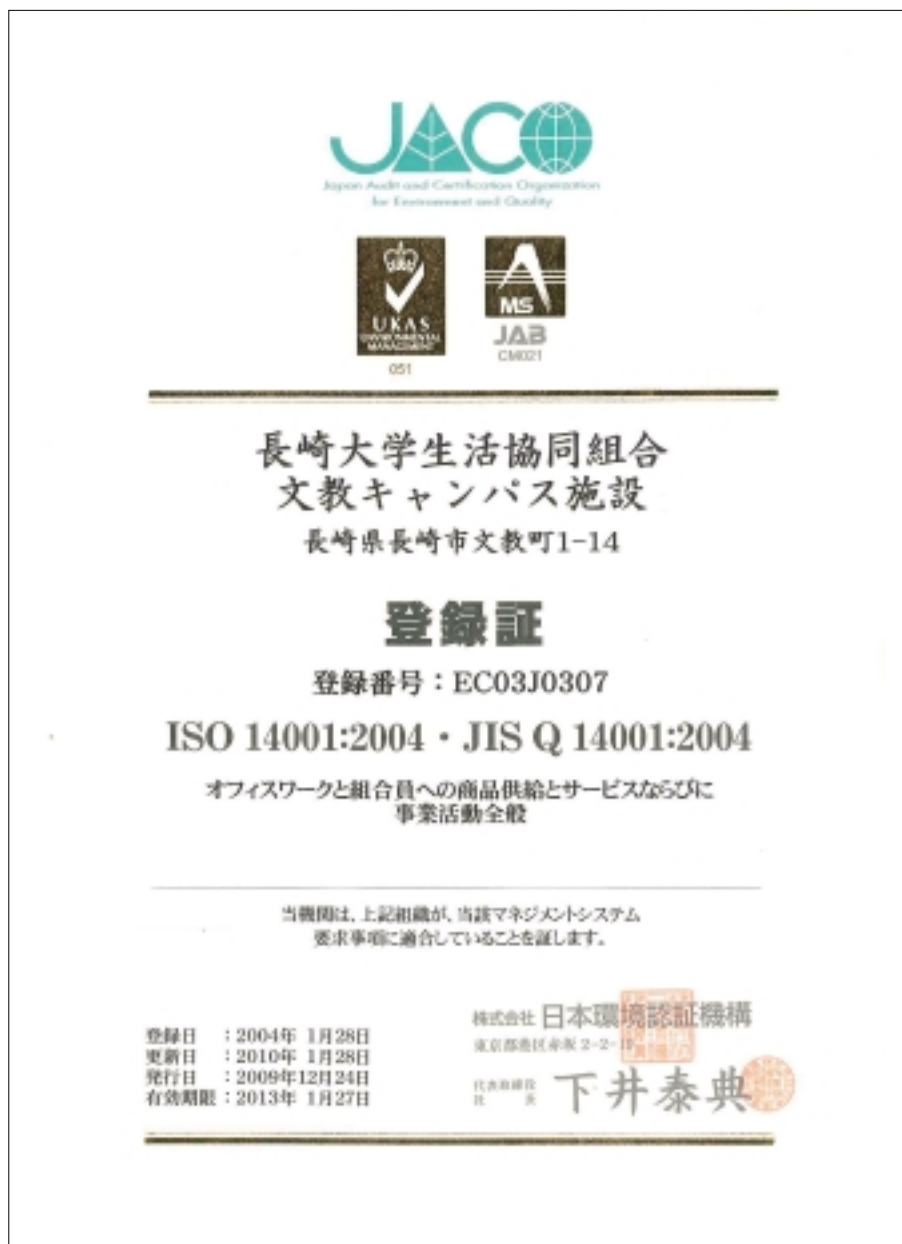 JACO
Japan Audit and Certification Organization
for Environment and Quality
UKAS
ENVIRONMENTAL
MANAGEMENT
051
MS
JAB
CM021
長崎大学生活協同組合
文教キャンパス施設
長崎県長崎市文教町1-14
登録証
登録番号：EC03J0307
ISO 14001:2004・JIS Q 14001:2004
オフィスワークと組合員への商品供給とサービスならびに
事業活動全般
当機関は、上記組織が、当該マネジメントシステム
要求事項に適合していることを証します。
登録日　：2004年 1月28日
更新日　：2010年 1月28日
発行日　：2009年12月24日
有効期限：2013年 1月27日
株式会社 日本環境認証機構
東京都港区赤坂 2-2-19
代表取締役
社　長
下井泰典